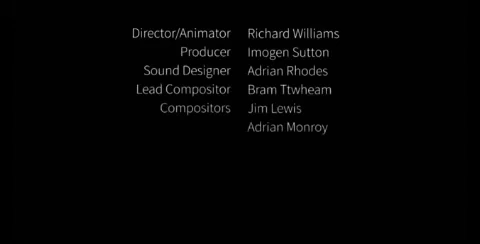 Director/Animator Richard Williams
Producer Imogen Sutton
Sound Designer Adrian Rhodes
Lead Compositor Bram Ttwheam
Compositors Jim Lewis
Adrian Monroy